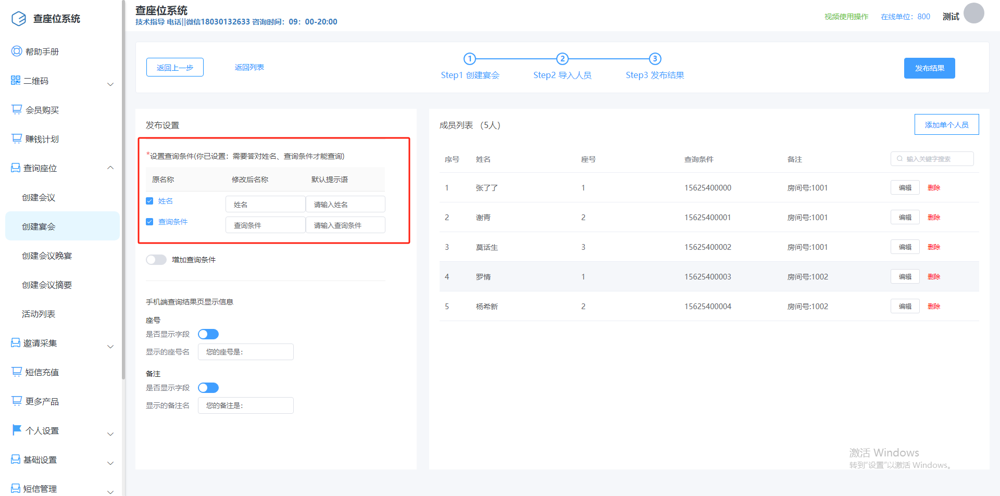 查座位系统
帮助手册
二维码
会员购买
赚钱计划
查询座位
创建会议
创建宴会
创建会议晚宴
创建会议摘要
活动列表
邀请采集
短信充值
更多产品
个人设置
基础设置
短信管理
查座位系统
技术指导 电话||微信18030132633 咨询时间：09：00-20:00
视频使用操作 在线单位：800 测试
返回上一步 返回列表
1 2 3
Step1 创建宴会 Step2 导入人员 Step3 发布结果
发布结果
发布设置
*设置查询条件(你已设置：需要答对姓名、查询条件才能查询)
原名称 修改后名称 默认提示语
姓名 姓名 请输入姓名
查询条件 查询条件 请输入查询条件
增加查询条件
手机端查询结果页显示信息
座号
是否显示字段
显示的座号名 您的座号是：
备注
是否显示字段
显示的备注名 您的备注是：
成员列表 （5人）
添加单个人员
序号 姓名 座号 查询条件 备注 输入关键字搜索
1 张了了 1 15625400000 房间号:1001 编辑 删除
2 谢青 2 15625400001 房间号:1001 编辑 删除
3 莫话生 3 15625400002 房间号:1001 编辑 删除
4 罗情 1 15625400003 房间号:1002 编辑 删除
5 杨希新 2 15625400004 房间号:1002 编辑 删除
激活 Windows
转到"设置"以激活 Windows。